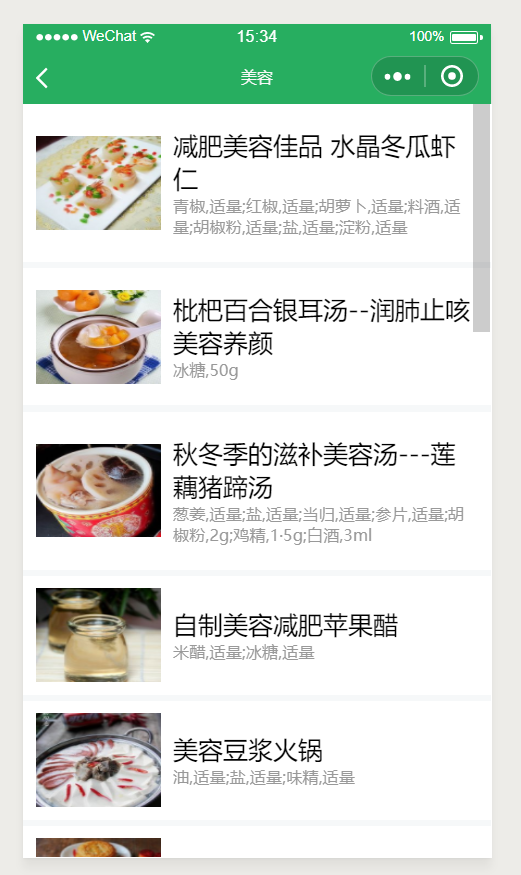 WeChat 15:34 100%
美容
减肥美容佳品 水晶冬瓜虾
仁
青椒,适量;红椒,适量;胡萝卜,适量;料酒,适
量;胡椒粉,适量;盐,适量;淀粉,适量
枇杷百合银耳汤--润肺止咳
美容养颜
冰糖,50g
秋冬季的滋补美容汤---莲
藕猪蹄汤
葱姜,适量;盐,适量;当归,适量;参片,适量;胡
椒粉,2g;鸡精,1·5g;白酒,3ml
自制美容减肥苹果醋
米醋,适量;冰糖,适量
美容豆浆火锅
油,适量;盐,适量;味精,适量